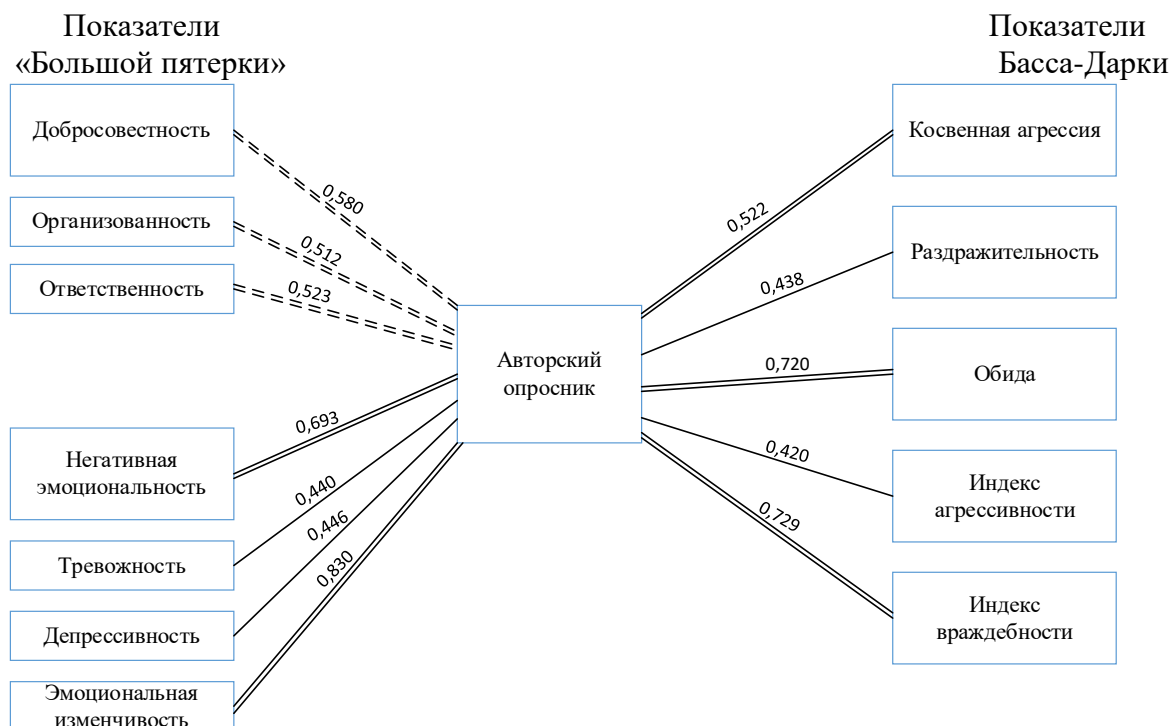 Показатели
«Большой пятерки»
Добросовестность
Организованность
Ответственность
Негативная
эмоциональность
Тревожность
Депрессивность
Эмоциональная
изменчивость
0,580
0,512
0,523
0,693
0,440
0,446
0,830
Авторский
опросник
0,522
0,438
0,720
0,420
0,729
Показатели
Басса-Дарки
Косвенная агрессия
Раздражительность
Обида
Индекс
агрессивности
Индекс
враждебности